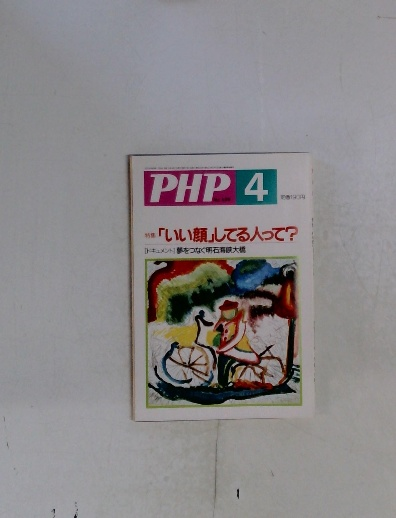 PHP 4
特集「いい顔」してる人って?
[ドキュメント] 夢をつなぐ明石海峡大橋